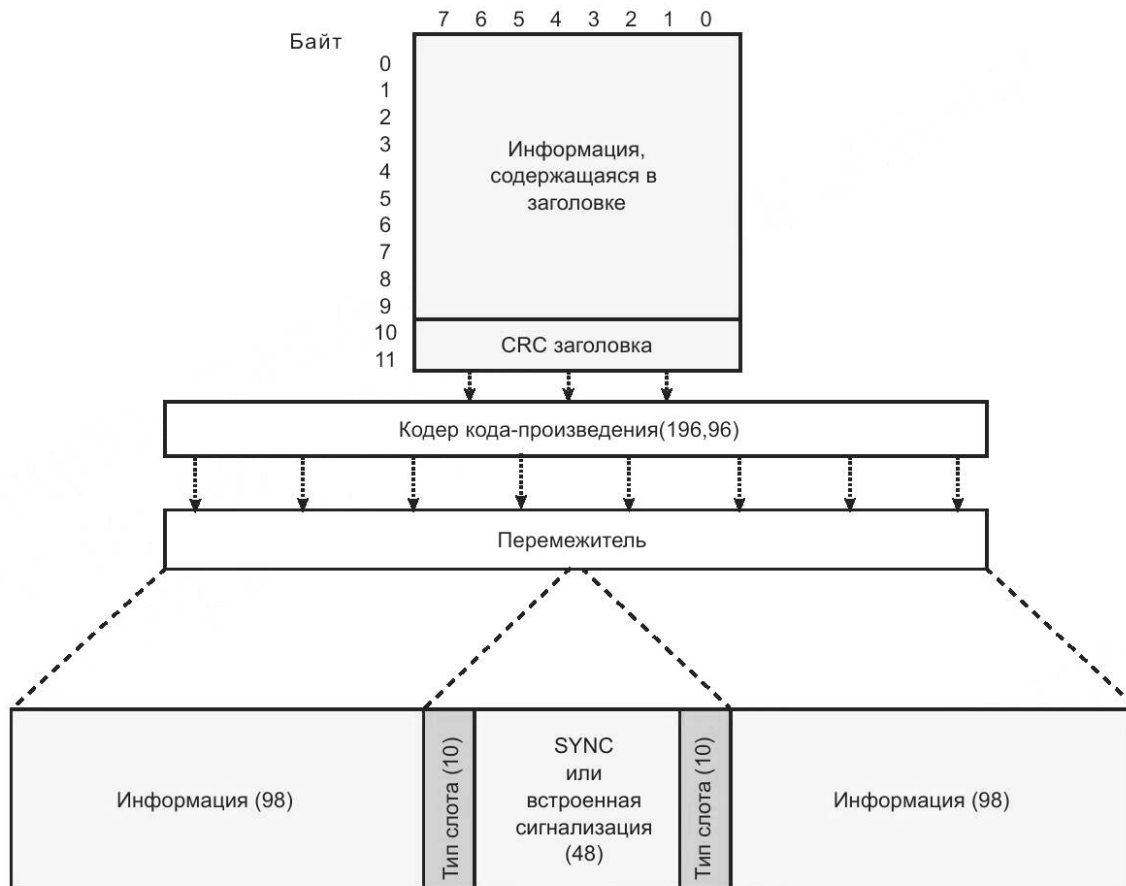 7 6 5 4 3 2 1 0
Байт
0
1
2
3
4
5
6
7
8
9
10
11
Информация,
содержащаяся в
заголовке
CRC заголовка
Кодер кода-произведения(196,96)
Перемежитель
Информация (98)
Тип слота (10)
SYNC
или
встроенная
сигнализация
(48)
Тип слота (10)
Информация (98)